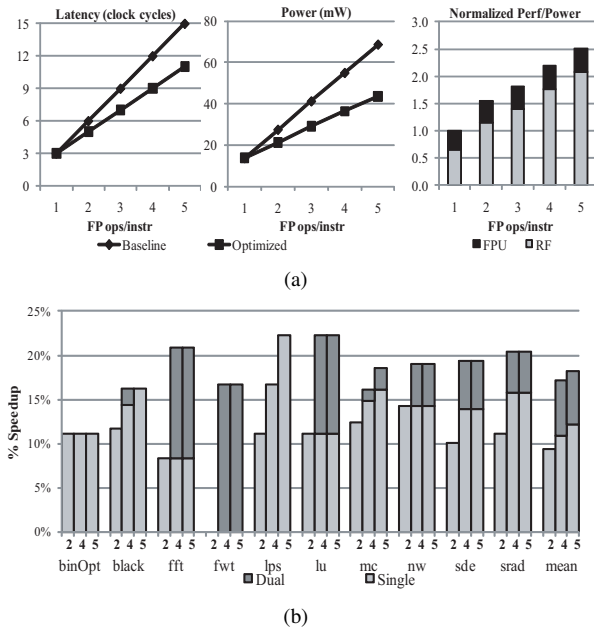 Latency (clock cycles)
15
12
9
6
3
0
1 2 3 4 5
FP ops/instr
Power (mW)
80
60
40
20
0
1 2 3 4 5
FP ops/instr
Baseline Optimized
Normalized Perf/Power
3.0
2.5
2.0
1.5
1.0
0.5
0.0
1 2 3 4 5
FP ops/instr
FPU RF
(a)
25%
20%
15%
10%
5%
0%
% Speedup
2 4 5 2 4 5 2 4 5 2 4 5 2 4 5 2 4 5 2 4 5 2 4 5 2 4 5 2 4 5 2 4 5
binOpt black fft fwt lps lu mc nw sde srad mean
Dual Single
(b)